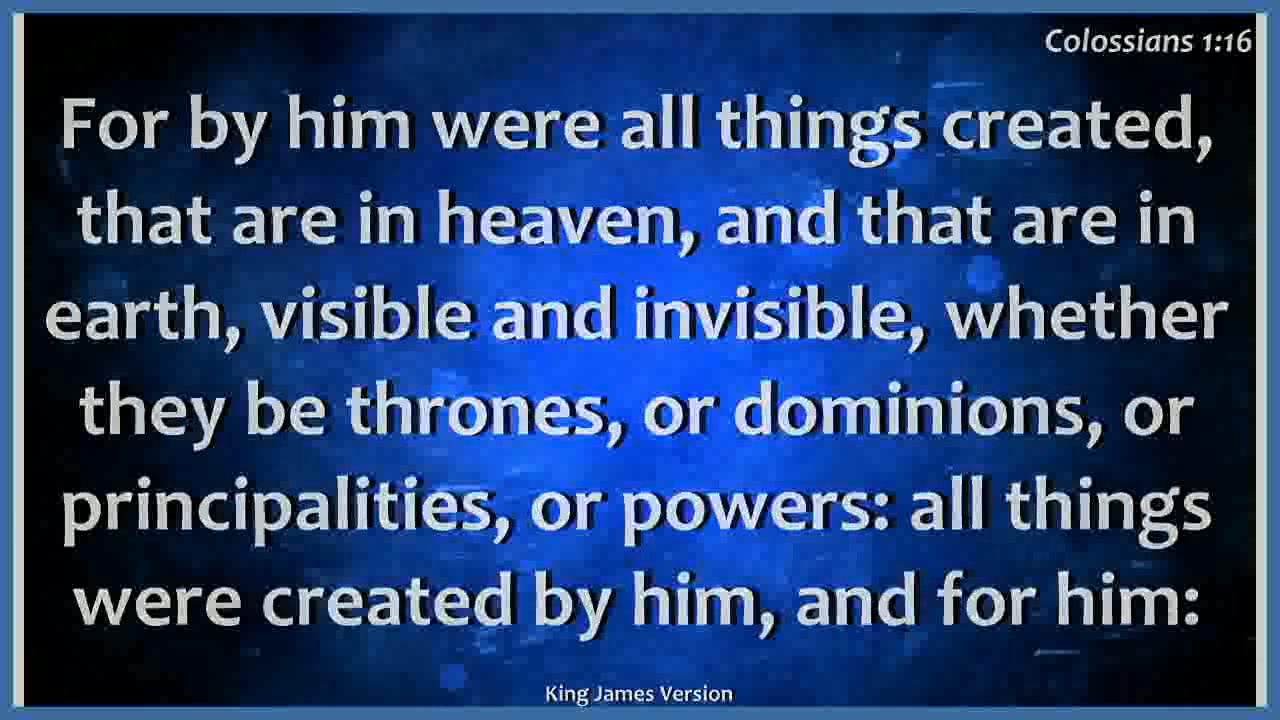 Colossians 1:16
For by him were all things created,
that are in heaven, and that are in
earth, visible and invisible, whether
they be thrones, or dominions, or
principalities, or powers: all things
were created by him, and for him:
King James Version